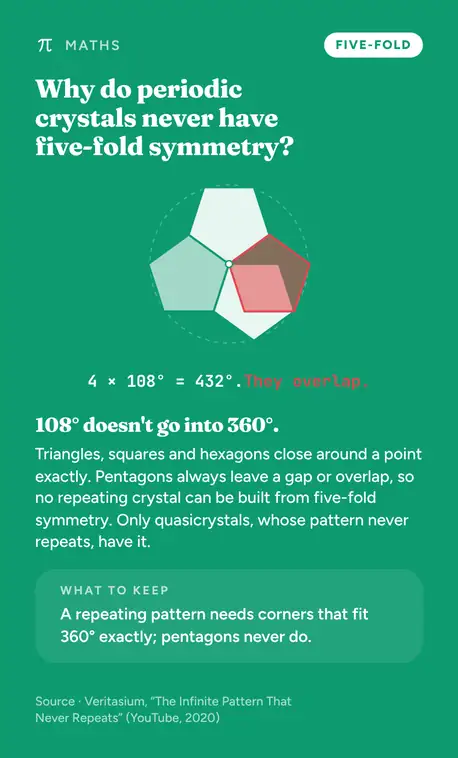 π MATHS
FIVE-FOLD
Why do periodic
crystals never have
five-fold symmetry?
4 × 108° = 432°. They overlap.
108° doesn't go into 360°.
Triangles, squares and hexagons close around a point
exactly. Pentagons always leave a gap or overlap, so
no repeating crystal can be built from five-fold
symmetry. Only quasicrystals, whose pattern never
repeats, have it.
WHAT TO KEEP
A repeating pattern needs corners that fit
360° exactly; pentagons never do.
Source · Veritasium, “The Infinite Pattern That
Never Repeats” (YouTube, 2020)